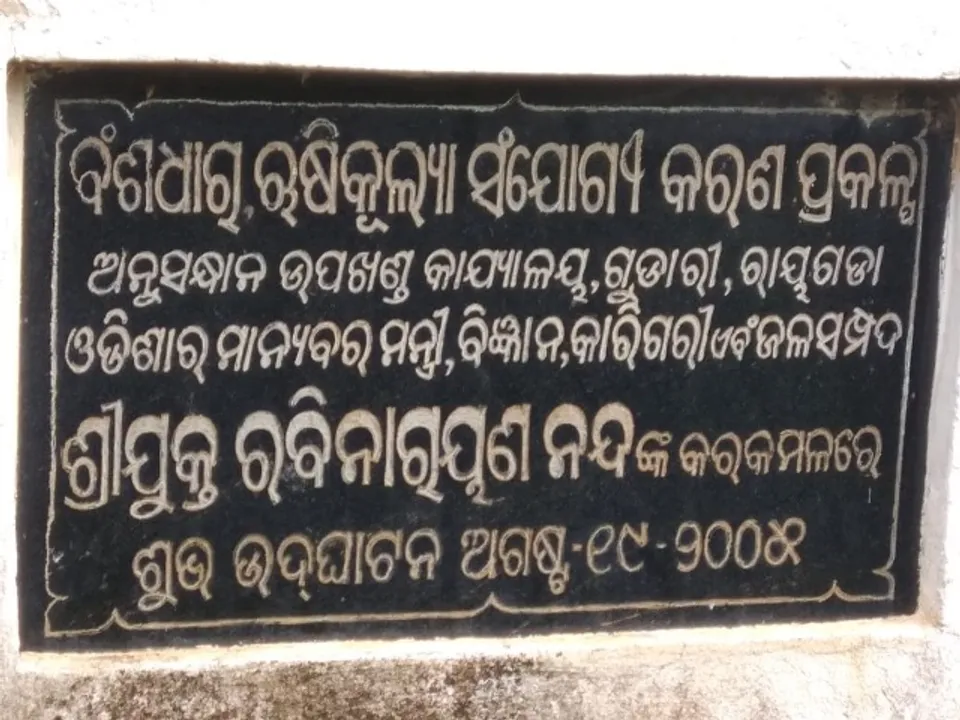 ବଂଶଧାରା, ଋଷିକୂଲ୍ୟା ସଂଯୋଗୀ କରଣ ପ୍ରକଳ୍ପ
ଅନୁସନ୍ଧାନ ଉପଖଣ୍ଡ କାଯ୍ୟାଳୟ, ଗୁଡାରୀ, ରାୟଗଡା
ଓଡିଶାର ମାନ୍ୟବର ମନ୍ତ୍ରୀ, ବିଜ୍ଞାନ, କାରିଗରୀ ଏବଂ ଜଳସମ୍ପଦ
ଶ୍ରୀଯୁକ୍ତ ରବିନାରାୟଣ ନନ୍ଦଙ୍କ କରକମଳରେ
ଶୁଭ ଉଦ୍‌ଘାଟନ ଅଗଷ୍ଟ-୧୯-୨୦୦୫